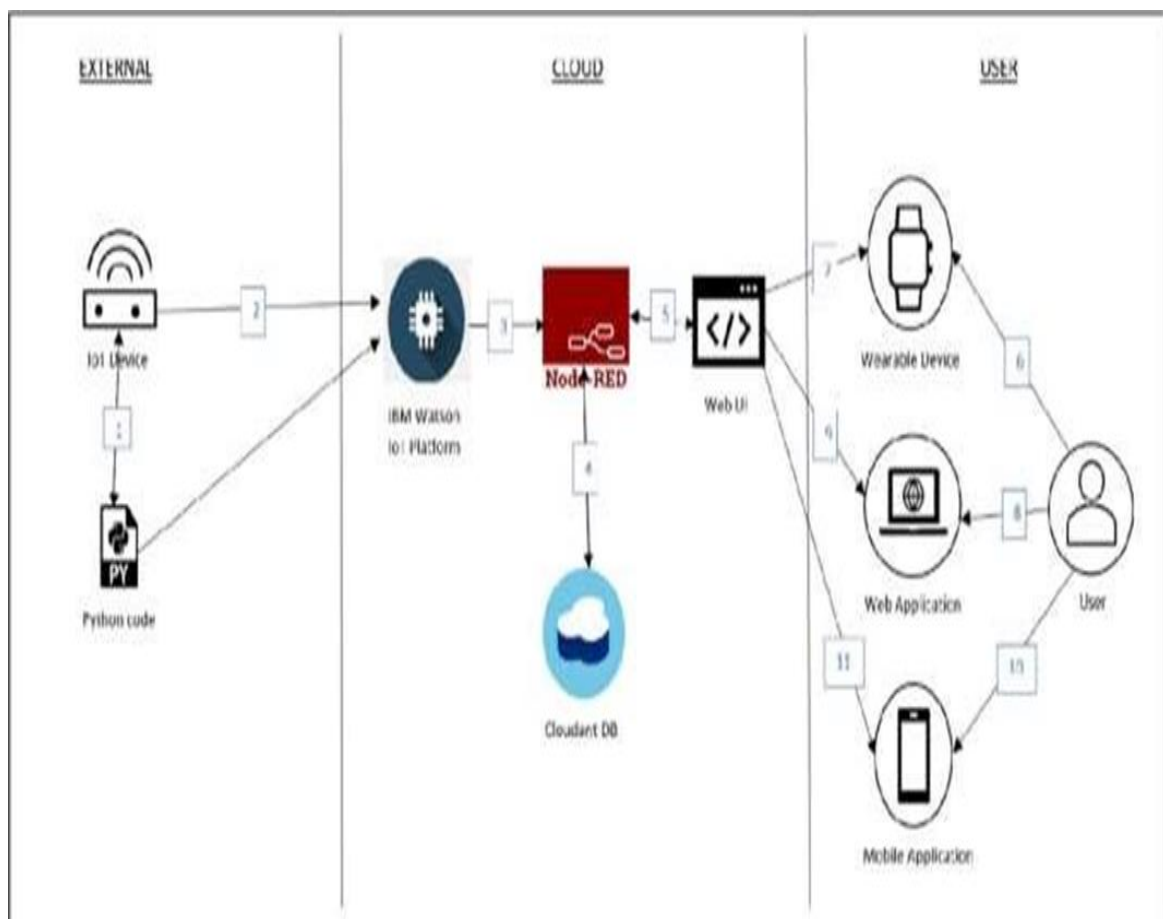 EXTERNAL
CLOUD
USER
2
7
3
5
6
IoT Device
Node-RED
Wearable Device
Web UI
1
IBM Watson
IoT Platform
4
9
8
PY
Python code
Web Application
User
11
10
Cloudant DB
Mobile Application